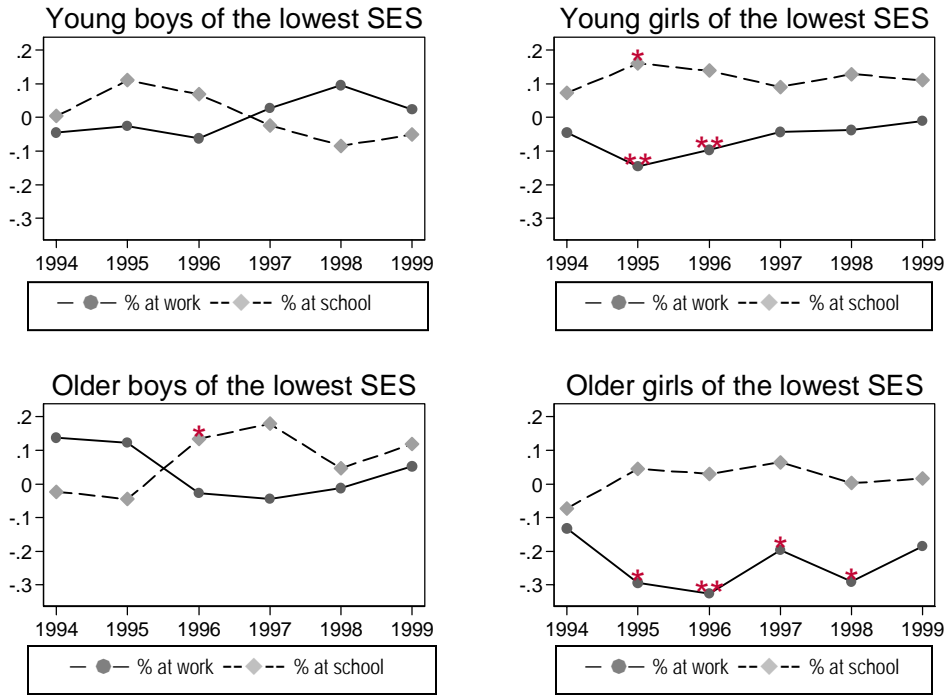 Young boys of the lowest SES
.2
.1
0
-.1
-.2
-.3
1994 1995 1996 1997 1998 1999
% at work % at school
Young girls of the lowest SES
.2
.1
0
-.1
-.2
-.3
*
**
**
1994 1995 1996 1997 1998 1999
% at work % at school
Older boys of the lowest SES
.2
.1
0
-.1
-.2
-.3
*
1994 1995 1996 1997 1998 1999
% at work % at school
Older girls of the lowest SES
.2
.1
0
-.1
-.2
-.3
*
* ** *
1994 1995 1996 1997 1998 1999
% at work % at school